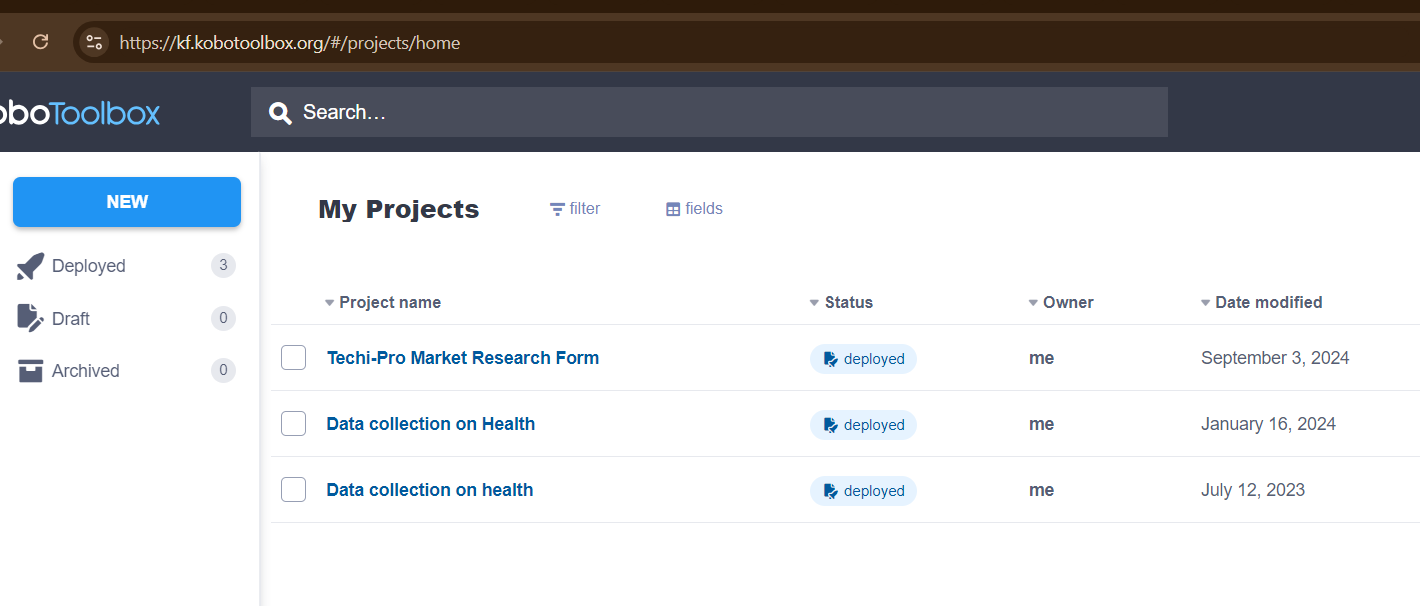 https://kf.kobotoolbox.org/#/projects/home
oboToolbox
Search…
NEW
Deployed 3
Draft 0
Archived 0
My Projects filter fields
Project name Status Owner Date modified
Techi-Pro Market Research Form deployed me September 3, 2024
Data collection on Health deployed me January 16, 2024
Data collection on health deployed me July 12, 2023